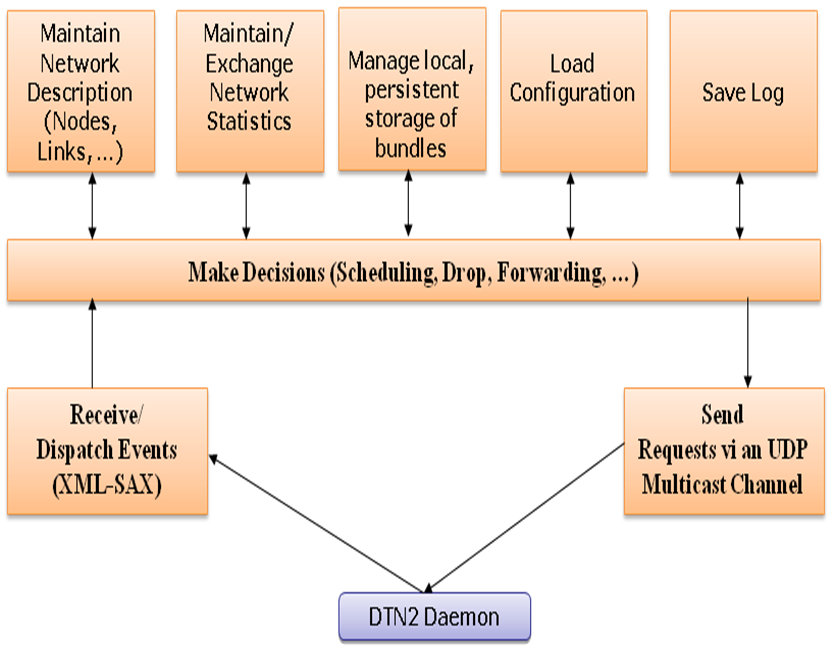 Maintain
Network
Description
(Nodes,
Links, ...)
Maintain/
Exchange
Network
Statistics
Manage local,
persistent
storage of
bundles
Load
Configuration
Save Log
Make Decisions (Scheduling, Drop, Forwarding, ...)
Receive/
Dispatch Events
(XML-SAX)
Send
Requests vi an UDP
Multicast Channel
DTN2 Daemon